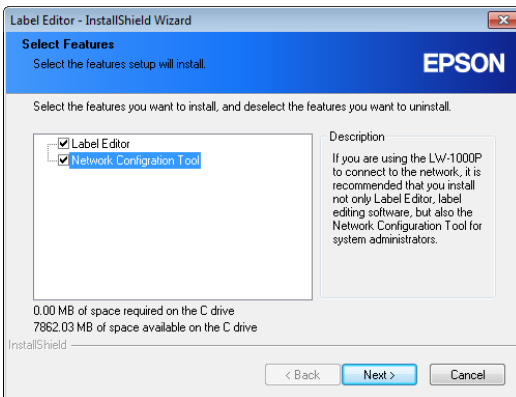 Label Editor - InstallShield Wizard
Select Features
Select the features setup will install.
EPSON
Select the features you want to install, and deselect the features you want to uninstall.
Label Editor
Network Configration Tool
Description
If you are using the LW-1000P
to connect to the network, it is
recommended that you install
not only Label Editor, label
editing software, but also the
Network Configuration Tool for
system administrators.
0.00 MB of space required on the C drive
7862.03 MB of space available on the C drive
InstallShield
< Back
Next >
Cancel